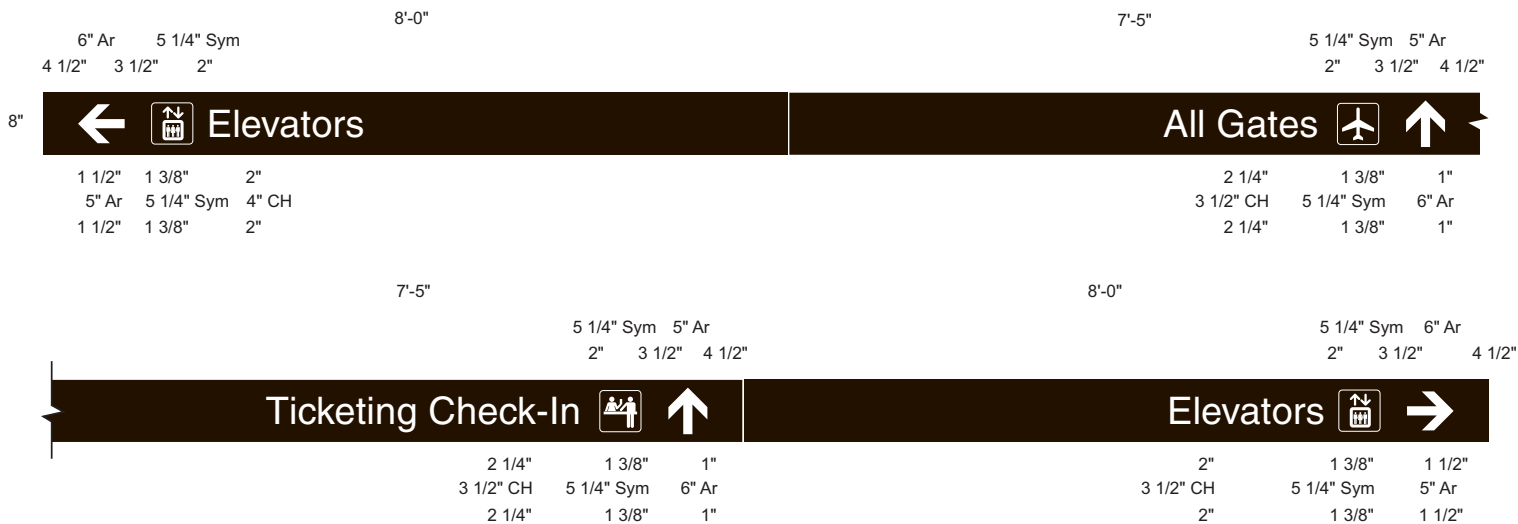 8'-0" 7'-5"
6" Ar 5 1/4" Sym 5 1/4" Sym 5" Ar
4 1/2" 3 1/2" 2" 2" 3 1/2" 4 1/2"
8" Elevators All Gates
1 1/2" 1 3/8" 2" 2 1/4" 1 3/8" 1"
5" Ar 5 1/4" Sym 4" CH 3 1/2" CH 5 1/4" Sym 6" Ar
1 1/2" 1 3/8" 2" 2 1/4" 1 3/8" 1"
7'-5" 8'-0"
5 1/4" Sym 5" Ar 5 1/4" Sym 6" Ar
2" 3 1/2" 4 1/2" 2" 3 1/2" 4 1/2"
Ticketing Check-In Elevators
2 1/4" 1 3/8" 1" 2" 1 3/8" 1 1/2"
3 1/2" CH 5 1/4" Sym 6" Ar 3 1/2" CH 5 1/4" Sym 5" Ar
2 1/4" 1 3/8" 1" 2" 1 3/8" 1 1/2"